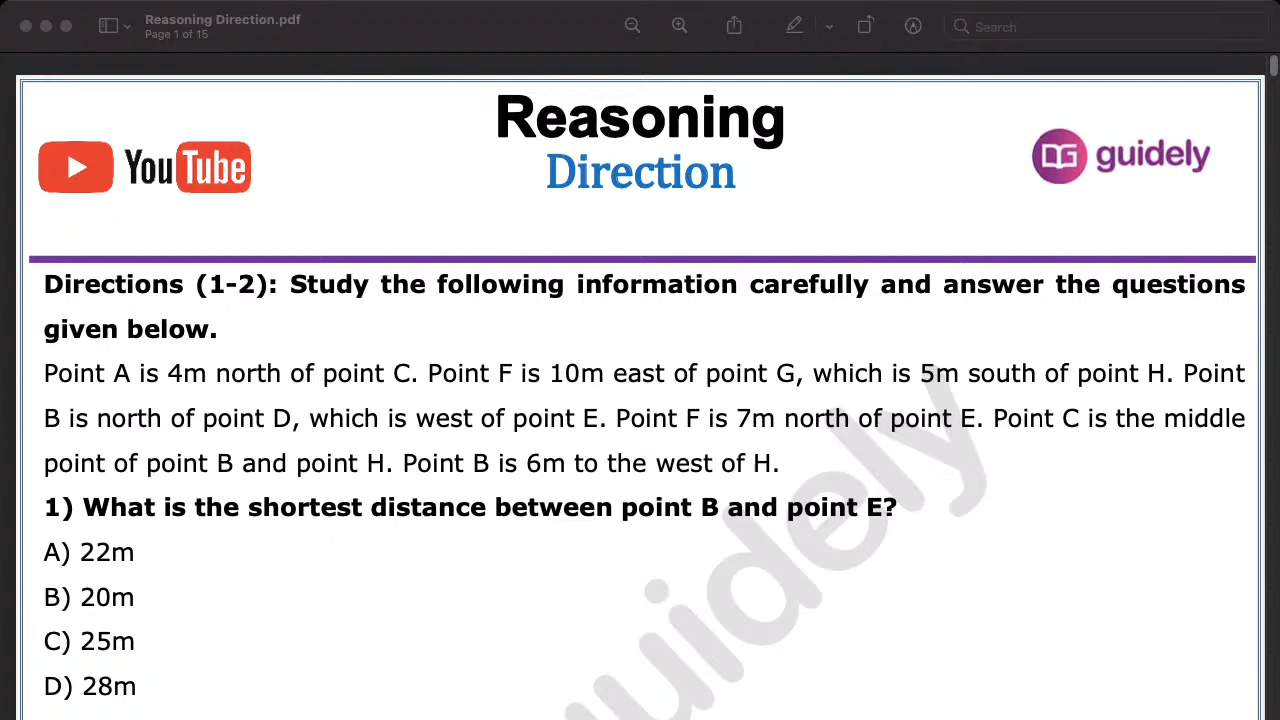 Reasoning Direction.pdf
Page 1 of 15
Search
Reasoning
YouTube
Direction
guidely
Directions (1-2): Study the following information carefully and answer the questions
given below.
Point A is 4m north of point C. Point F is 10m east of point G, which is 5m south of point H. Point
B is north of point D, which is west of point E. Point F is 7m north of point E. Point C is the middle
point of point B and point H. Point B is 6m to the west of H.
1) What is the shortest distance between point B and point E?
A) 22m
B) 20m
C) 25m
D) 28m
guidely